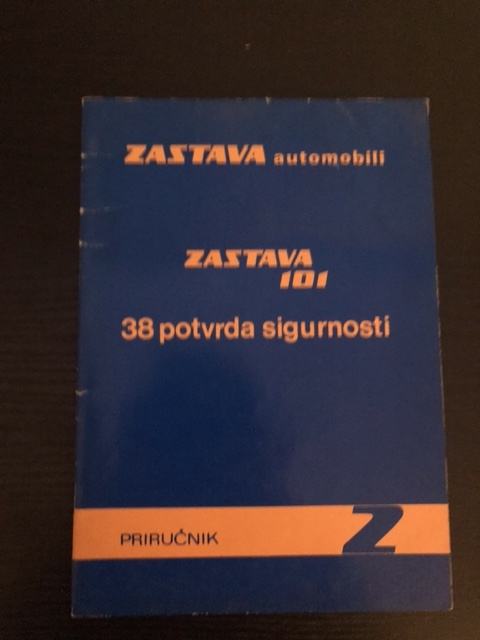 ZASTAVA automobili
ZASTAVA
101
38 potvrda sigurnosti
PRIRUČNIK
Z